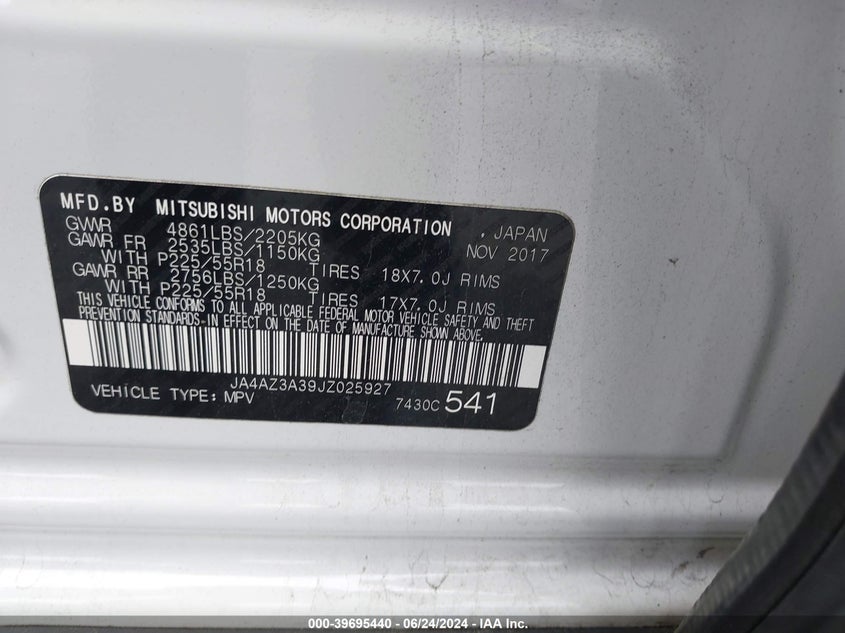 MFD.BY MITSUBISHI MOTORS CORPORATION . JAPAN
GVWR 4861LBS/2205KG NOV 2017
GAWR FR 2535LBS/1150KG
WITH P225/55R18 TIRES 18X7.0J RIMS
GAWR RR 2756LBS/1250KG
WITH P225/55R18 TIRES 17X7.0J RIMS
THIS VEHICLE CONFORMS TO ALL APPLICABLE FEDERAL MOTOR VEHICLE SAFETY AND THEFT
PREVENTION STANDARDS IN EFFECT ON THE DATE OF MANUFACTURE SHOWN ABOVE.
JA4AZ3A39JZ025927
VEHICLE TYPE: MPV 7430C 541
000-39695440 - 06/24/2024 - IAA Inc.